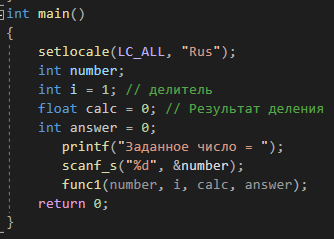 int main()
{
setlocale(LC_ALL, "Rus");
int number;
int i = 1; // делитель
float calc = 0; // Результат деления
int answer = 0;
printf("Заданное число = ");
scanf_s("%d", &number);
func1(number, i, calc, answer);
return 0;
}